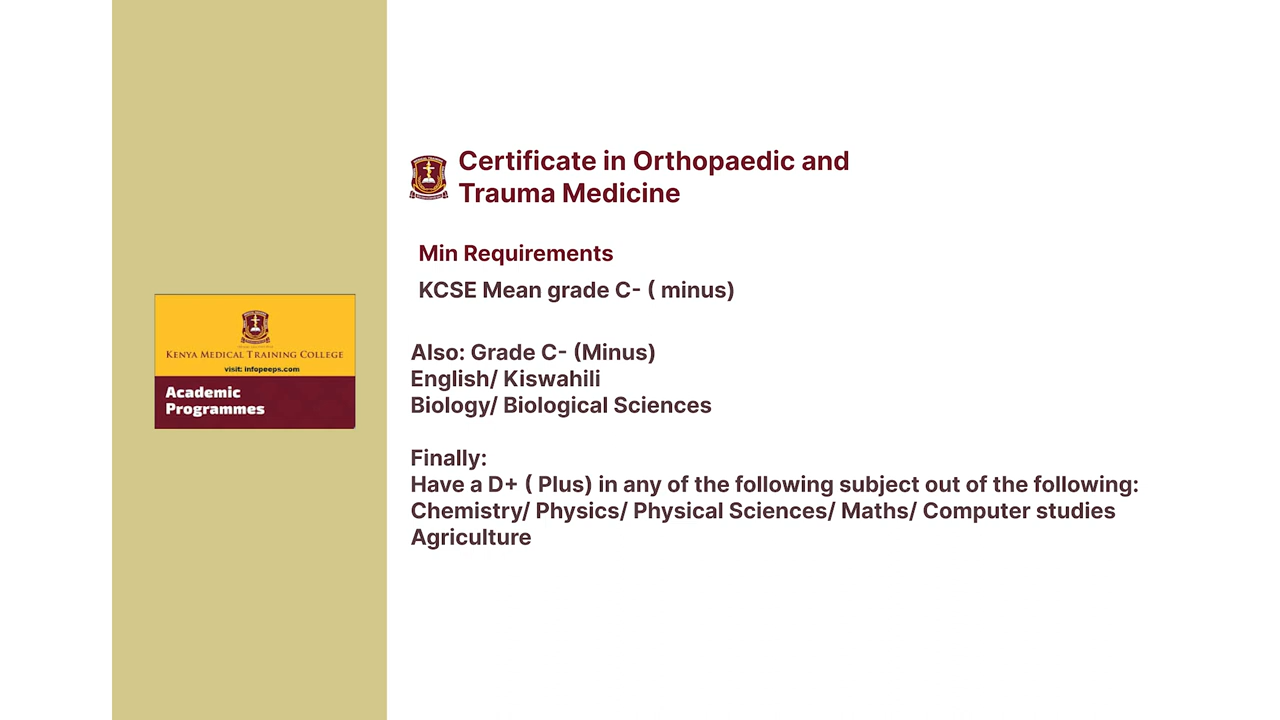 Certificate in Orthopaedic and
Trauma Medicine
Min Requirements
KCSE Mean grade C- ( minus)
Also: Grade C- (Minus)
English/ Kiswahili
Biology/ Biological Sciences
Finally:
Have a D+ ( Plus) in any of the following subject out of the following:
Chemistry/ Physics/ Physical Sciences/ Maths/ Computer studies
Agriculture
KENYA MEDICAL TRAINING COLLEGE
visit: infopeeps.com
Academic
Programmes